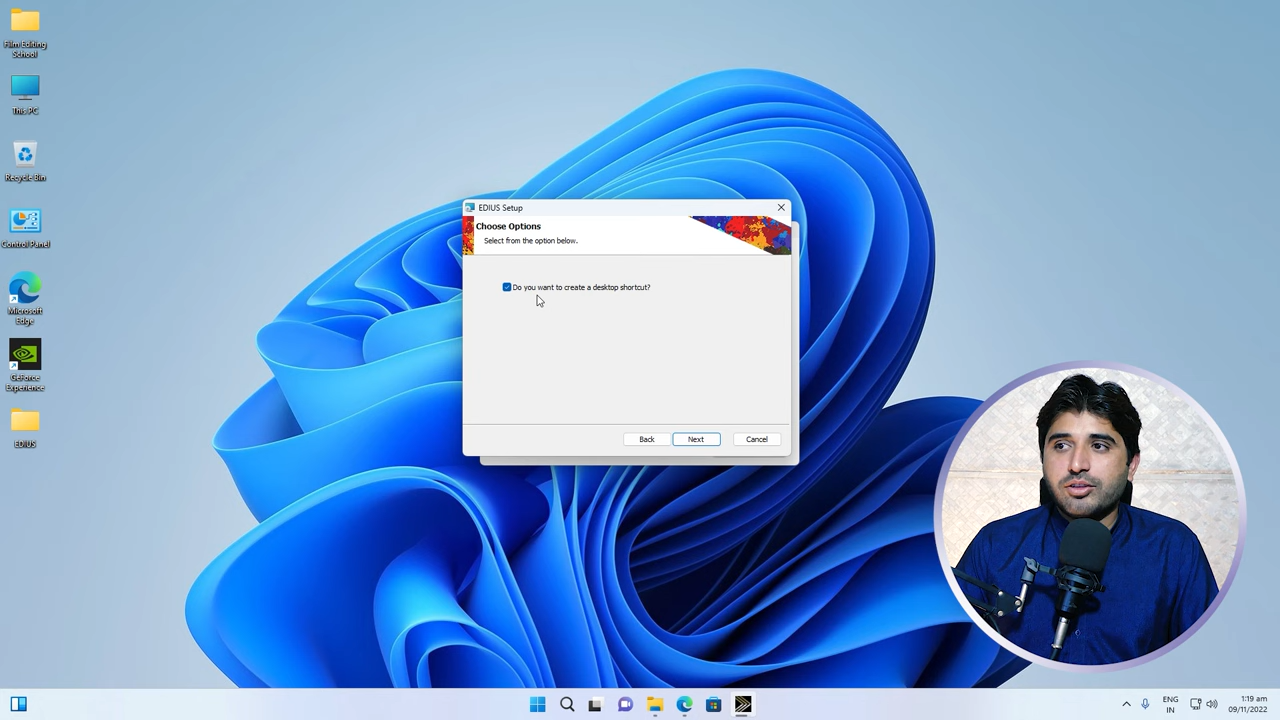 Film Editing
School
This PC
Recycle Bin
Control Panel
Microsoft
Edge
GeForce
Experience
EDIUS
EDIUS Setup
Choose Options
Select from the option below.
Do you want to create a desktop shortcut?
Back
Next
Cancel
ENG
IN
1:19 am
09/11/2022